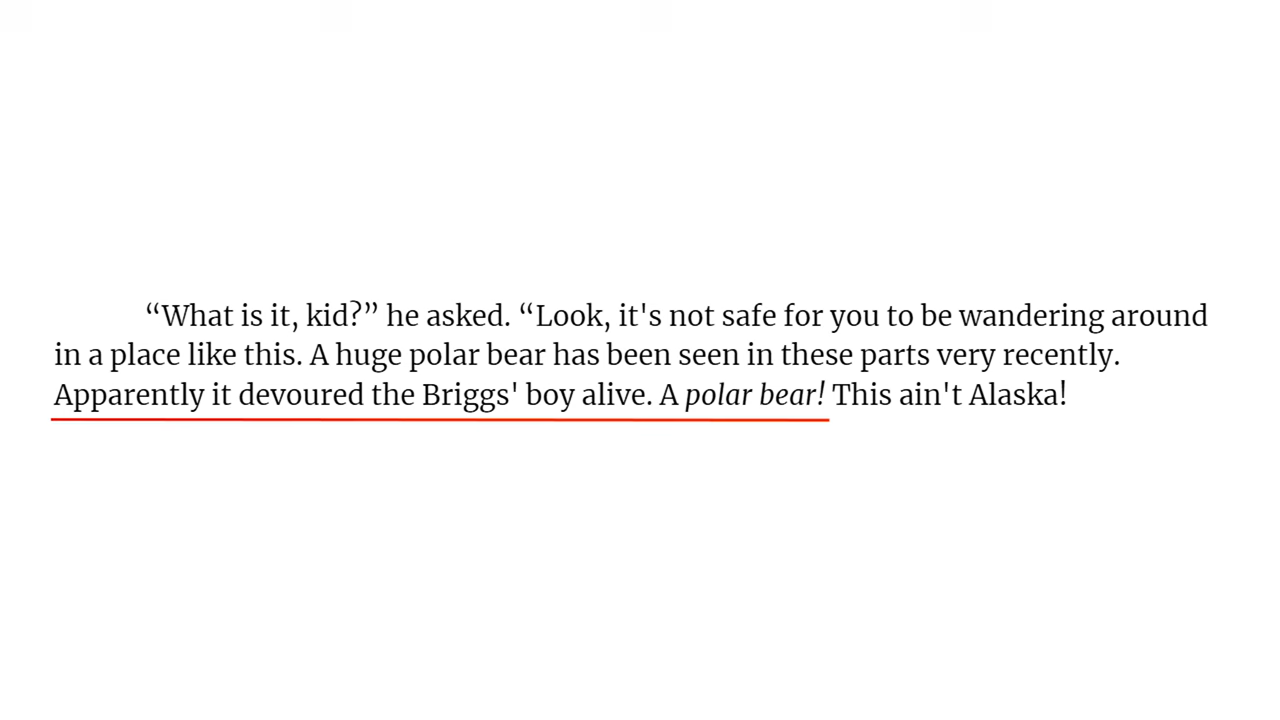 “What is it, kid?” he asked. “Look, it's not safe for you to be wandering around
in a place like this. A huge polar bear has been seen in these parts very recently.
Apparently it devoured the Briggs' boy alive. A polar bear! This ain't Alaska!